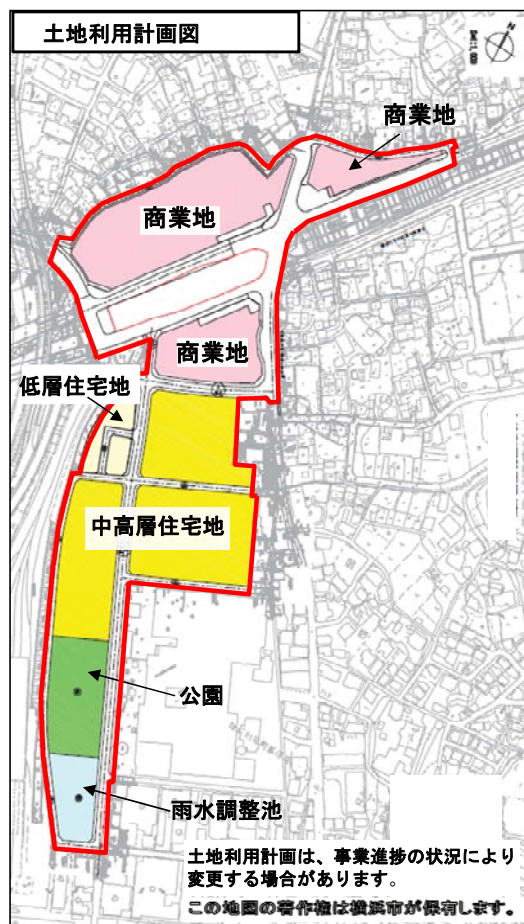 土地利用計画図
N
商業地
商業地
商業地
低層住宅地
中高層住宅地
公園
雨水調整池
土地利用計画は、事業進捗の状況により
変更する場合があります。
この地図の著作権は横浜市が保有します。